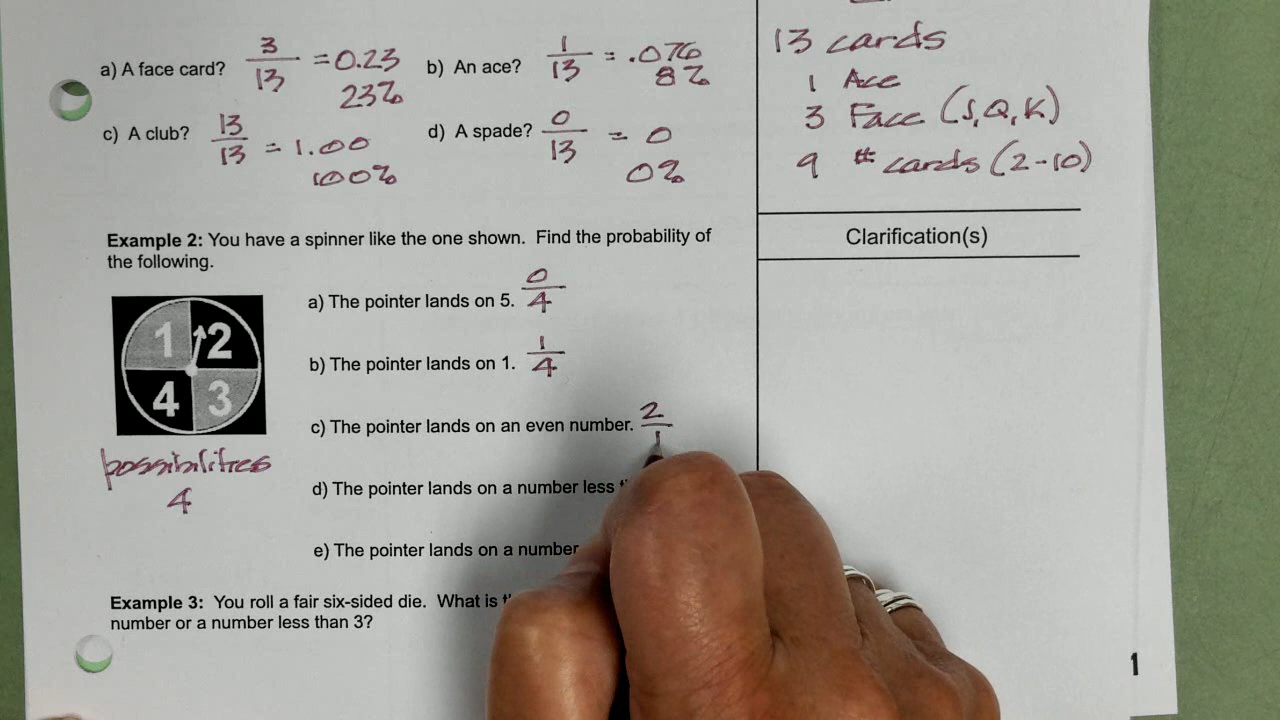 a) A face card? 3/13 = 0.23
23%
b) An ace? 1/13 = .076
8%
c) A club? 13/13 = 1.00
100%
d) A spade? 0/13 = 0
0%
13 cards
1 Ace
3 Face (J,Q,K)
9 # cards (2-10)
Clarification(s)
Example 2: You have a spinner like the one shown. Find the probability of
the following.
1 2
4 3
possibilities
4
a) The pointer lands on 5. 0/4
b) The pointer lands on 1. 1/4
c) The pointer lands on an even number. 2/
d) The pointer lands on a number less
e) The pointer lands on a number
Example 3: You roll a fair six-sided die. What is
number or a number less than 3?
1